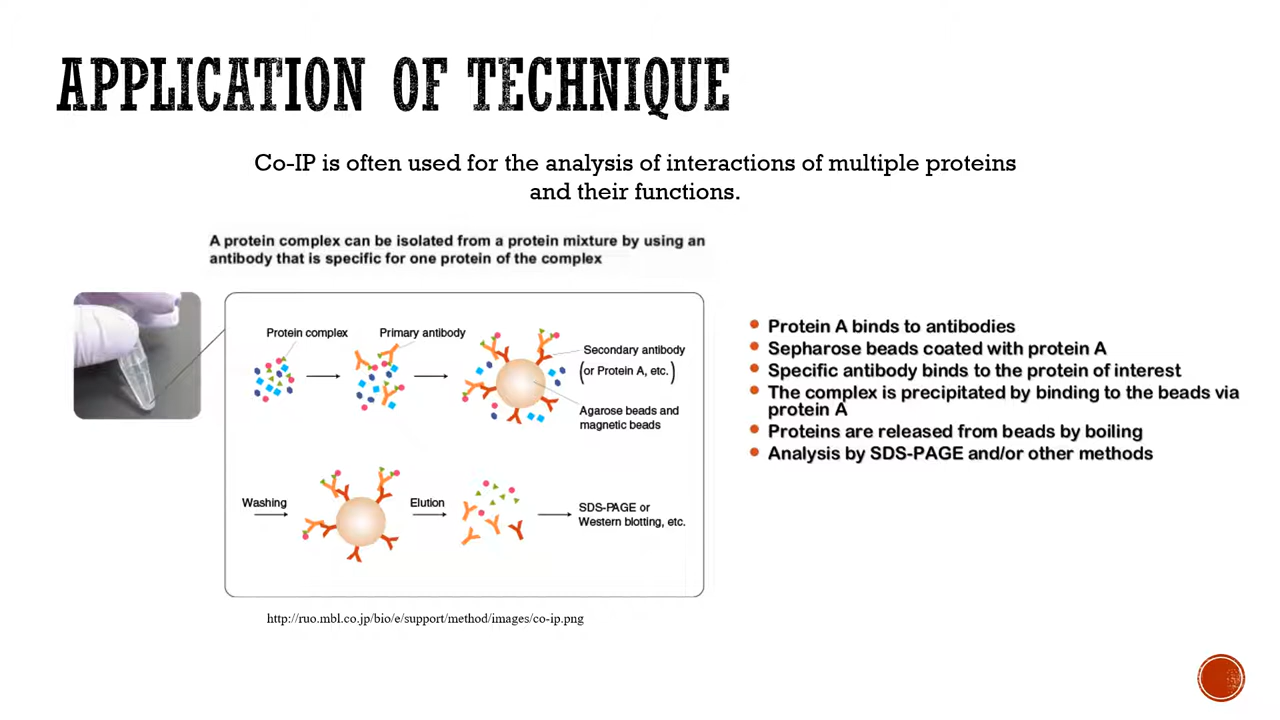 APPLICATION OF TECHNIQUE
Co-IP is often used for the analysis of interactions of multiple proteins
and their functions.
A protein complex can be isolated from a protein mixture by using an
antibody that is specific for one protein of the complex
Protein complex
Primary antibody
Secondary antibody
(or Protein A, etc.)
Agarose beads and
magnetic beads
Washing
Elution
SDS-PAGE or
Western blotting, etc.
http://ruo.mbl.co.jp/bio/e/support/method/images/co-ip.png
• Protein A binds to antibodies
• Sepharose beads coated with protein A
• Specific antibody binds to the protein of interest
• The complex is precipitated by binding to the beads via
protein A
• Proteins are released from beads by boiling
• Analysis by SDS-PAGE and/or other methods